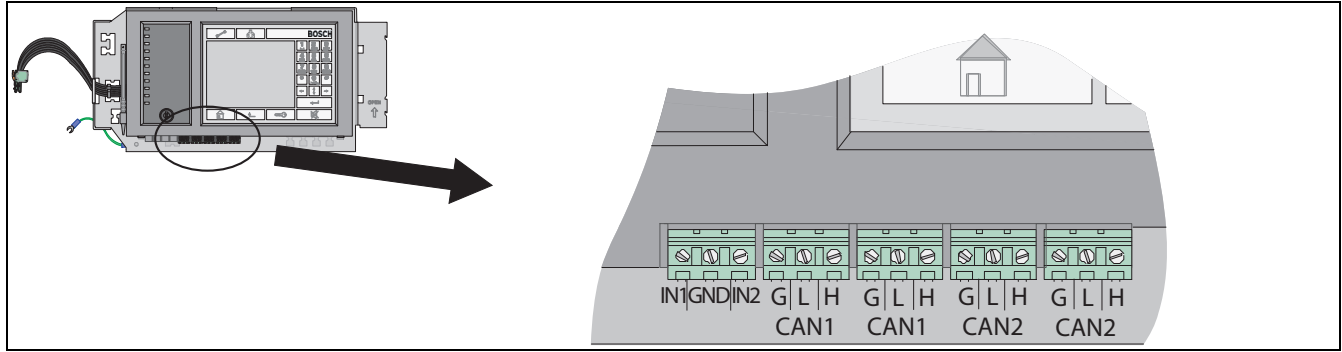 BOSCH
OPEN
IN1 GND IN2 G L H G L H G L H G L H
CAN1 CAN1 CAN2 CAN2